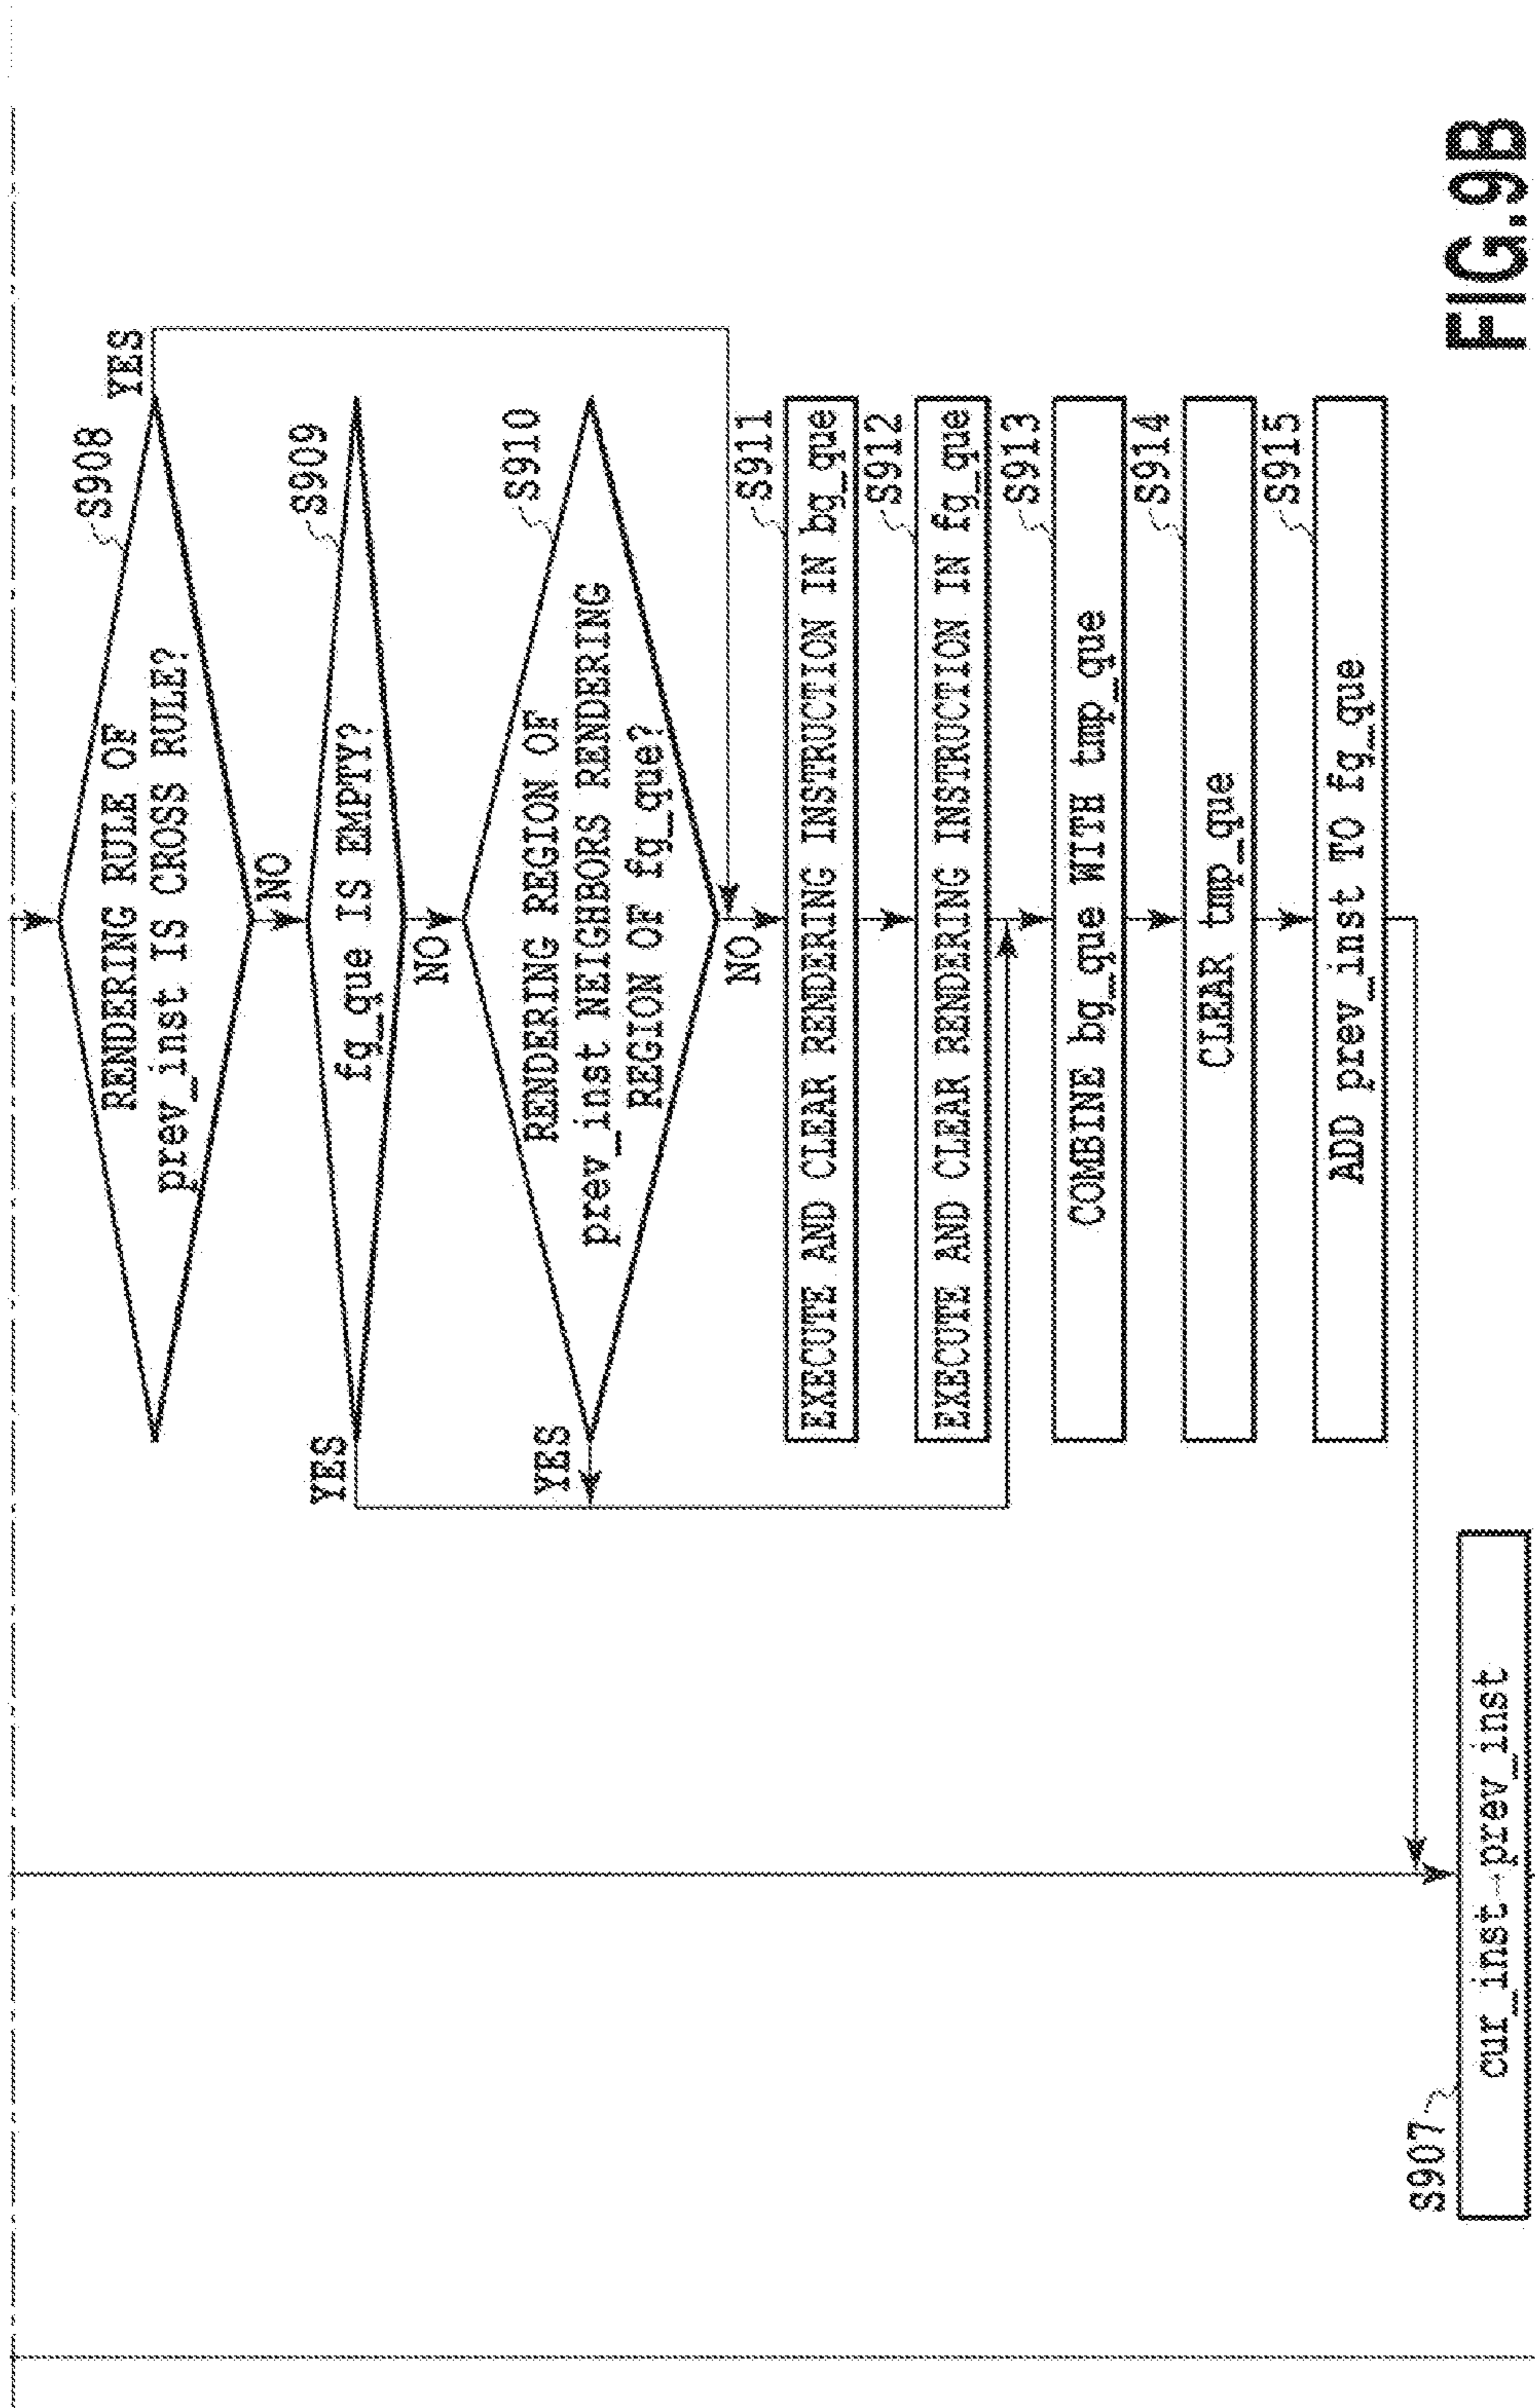 S908
RENDERING RULE OF
prev_inst IS CROSS RULE?
YES
NO
S909
fg_que IS EMPTY?
YES
NO
S910
RENDERING REGION OF
prev_inst NEIGHBORS RENDERING
REGION OF fg_que?
YES
NO
S911
EXECUTE AND CLEAR RENDERING INSTRUCTION IN bg_que
S912
EXECUTE AND CLEAR RENDERING INSTRUCTION IN fg_que
S913
COMBINE bg_que WITH tmp_que
S914
CLEAR tmp_que
S915
ADD prev_inst TO fg_que
S907
cur_inst→prev_inst
FIG.9B